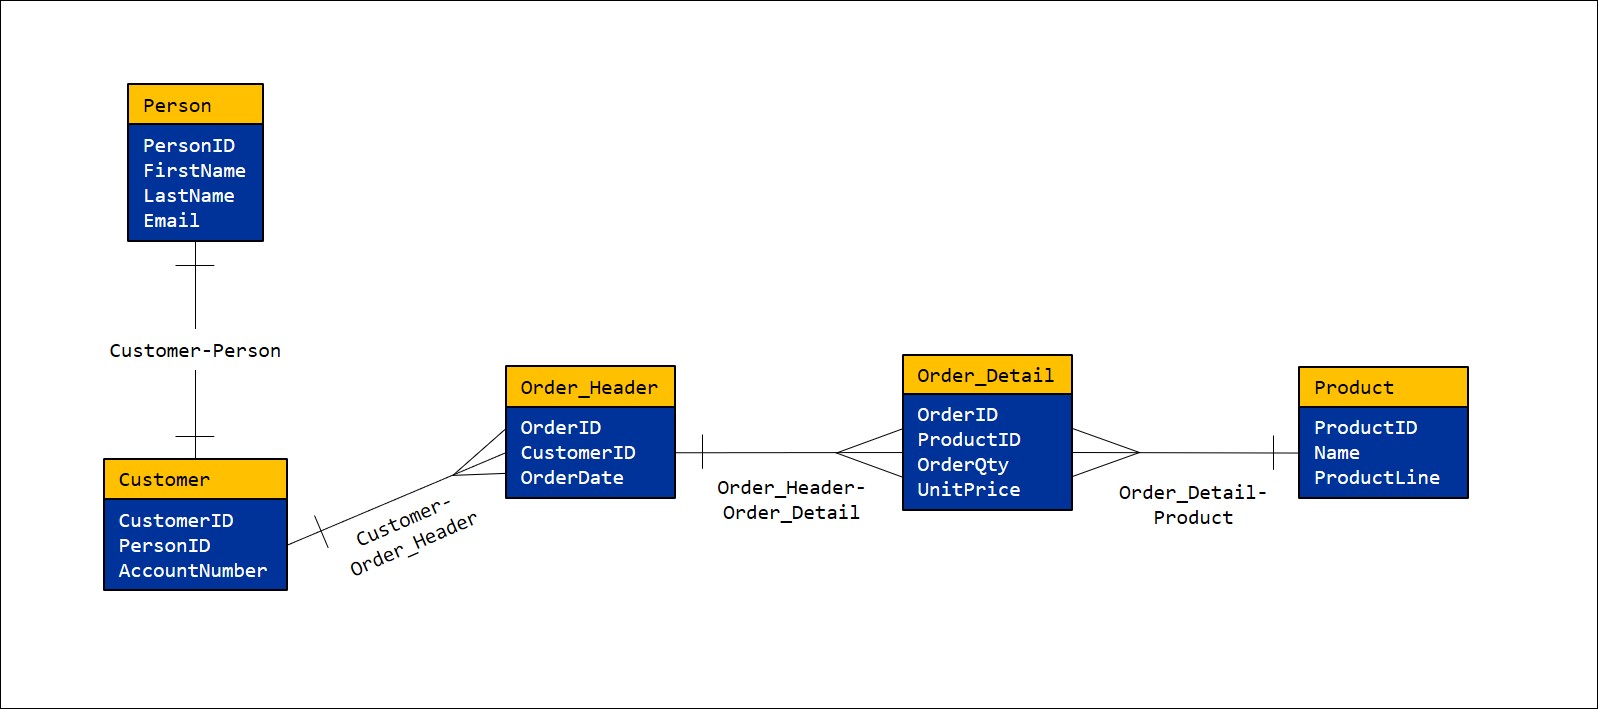 Person
PersonID
FirstName
LastName
Email
Customer-Person
Customer
CustomerID
PersonID
AccountNumber
Customer-
Order_Header
Order_Header
OrderID
CustomerID
OrderDate
Order_Header-
Order_Detail
Order_Detail
OrderID
ProductID
OrderQty
UnitPrice
Order_Detail-
Product
Product
ProductID
Name
ProductLine